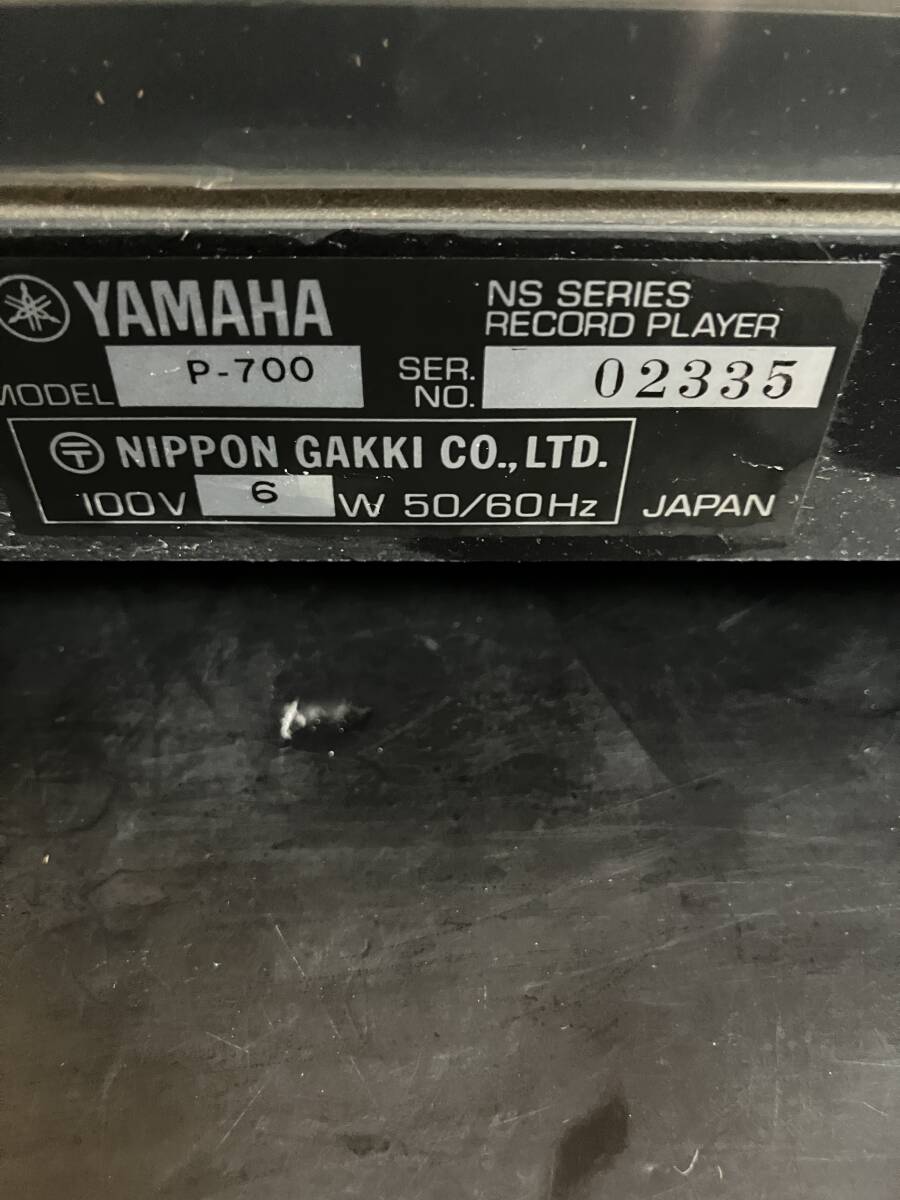 YAMAHA
NS SERIES
RECORD PLAYER
MODEL P-700
SER. NO. 02335
〒 NIPPON GAKKI CO., LTD.
100V 6 W 50/60Hz
JAPAN